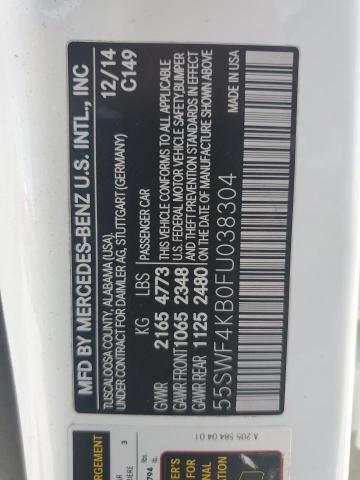 MFD BY MERCEDES-BENZ U.S. INTL., INC
TUSCALOOSA COUNTY, ALABAMA (USA),
UNDER CONTRACT FOR DAIMLER AG, STUTTGART (GERMANY)
12/14
C149
KG LBS PASSENGER CAR
GVWR 2165 4773 THIS VEHICLE CONFORMS TO ALL APPLICABLE
GAWR FRONT 1065 2348 U.S. FEDERAL MOTOR VEHICLE SAFETY, BUMPER
GAWR REAR 1125 2480 AND THEFT PREVENTION STANDARDS IN EFFECT ON THE DATE OF MANUFACTURE SHOWN ABOVE
55SWF4KB0FU038304 MADE IN USA
A 205 584 04 01
3
794 lbs.